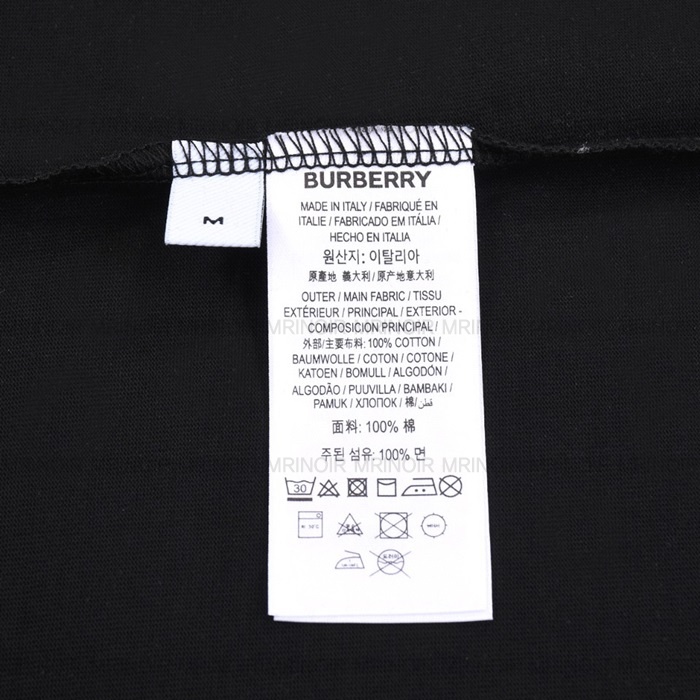 M
BURBERRY
MADE IN ITALY / FABRIQUÉ EN
ITALIE / FABRICADO EM ITÁLIA /
HECHO EN ITALIA
원산지: 이탈리아
原產地 義大利 / 原产地意大利
OUTER / MAIN FABRIC / TISSU
EXTÉRIEUR / PRINCIPAL / EXTERIOR -
COMPOSICION PRINCIPAL /
外部/主要布料: 100% COTTON /
BAUMWOLLE / COTON / COTONE /
KATOEN / BOMULL / ALGODÓN /
ALGODÃO / PUUVILLA / BAMBAKI /
PAMUK / ХЛОПОК / 棉/قطن
面料: 100% 棉
주된 섬유: 100% 면
MRINOIR MRINOIR MRINOIR
30